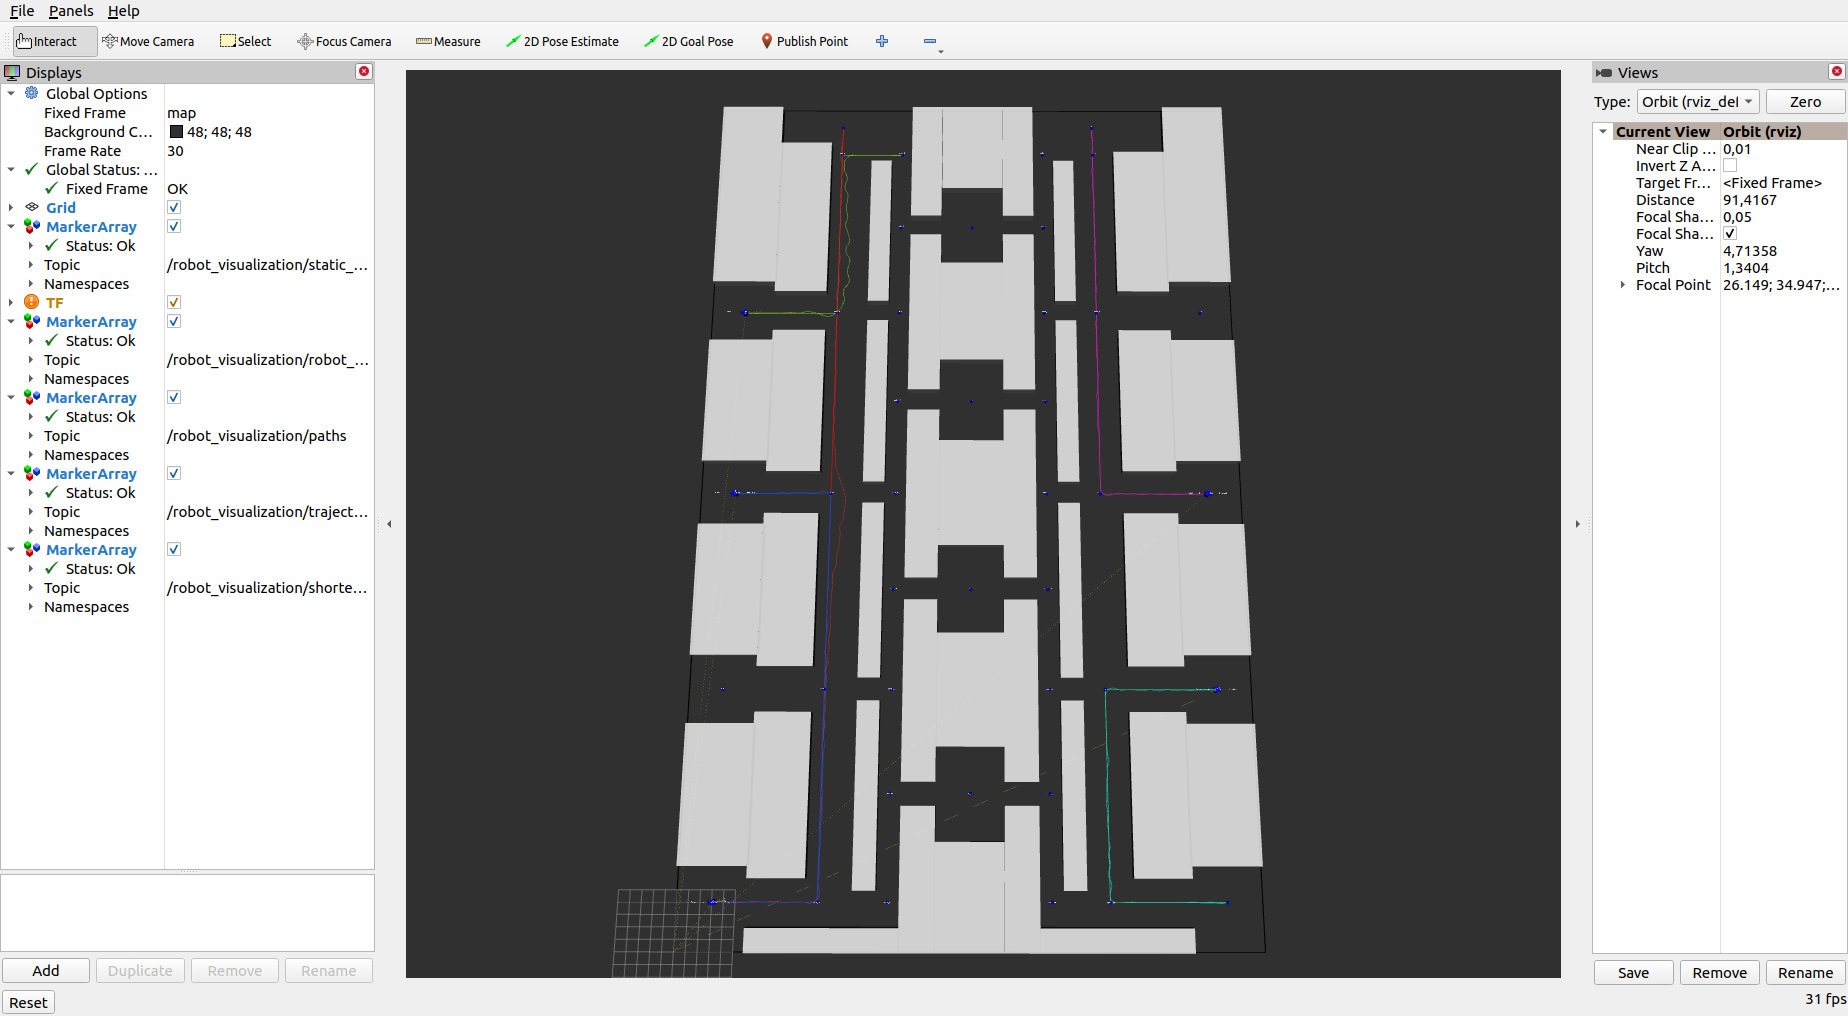 File Panels Help
Interact Move Camera Select Focus Camera Measure 2D Pose Estimate 2D Goal Pose Publish Point
Displays
Global Options
Fixed Frame map
Background C... 48; 48; 48
Frame Rate 30
Global Status: ...
Fixed Frame OK
Grid
MarkerArray
Status: Ok
Topic /robot_visualization/static_...
Namespaces
TF
MarkerArray
Status: Ok
Topic /robot_visualization/robot_...
Namespaces
MarkerArray
Status: Ok
Topic /robot_visualization/paths
Namespaces
MarkerArray
Status: Ok
Topic /robot_visualization/traject...
Namespaces
MarkerArray
Status: Ok
Topic /robot_visualization/shorte...
Namespaces
Add Duplicate Remove Rename
Reset
Views
Type: Orbit (rviz_def Zero
Current View Orbit (rviz)
Near Clip ... 0,01
Invert Z A...
Target Fr... <Fixed Frame>
Distance 91,4167
Focal Sha... 0,05
Focal Sha...
Yaw 4,71358
Pitch 1,3404
Focal Point 26.149; 34.947;...
Save Remove Rename
31 fps